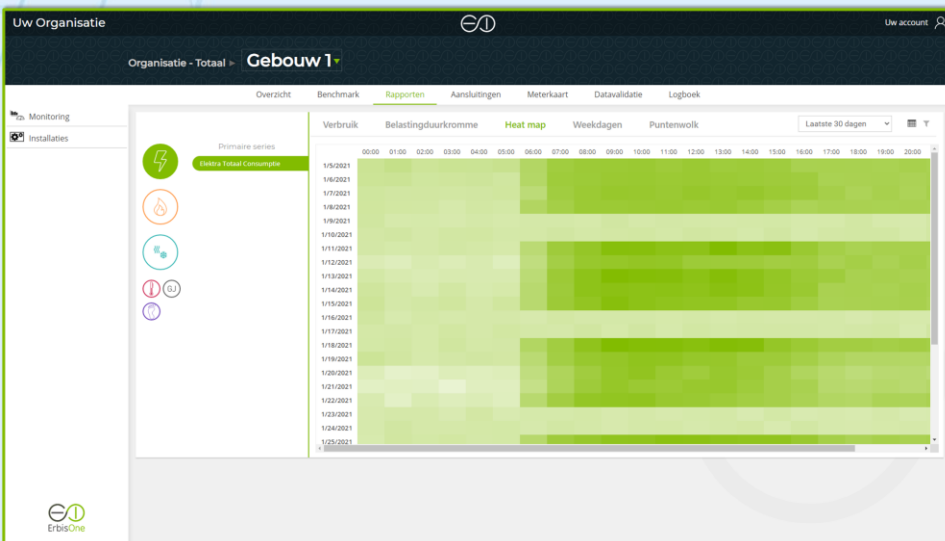 Uw Organisatie
Uw account
Organisatie - Totaal ▸ Gebouw 1
Overzicht Benchmark Rapporten Aansluitingen Meterkaart Datavalidatie Logboek
Monitoring
Installaties
Primaire series
Elektra Totaal Consumptie
GJ
Verbruik Belastingduurkromme Heat map Weekdagen Puntenwolk Laatste 30 dagen
00:00 01:00 02:00 03:00 04:00 05:00 06:00 07:00 08:00 09:00 10:00 11:00 12:00 13:00 14:00 15:00 16:00 17:00 18:00 19:00 20:00
1/5/2021
1/6/2021
1/7/2021
1/8/2021
1/9/2021
1/10/2021
1/11/2021
1/12/2021
1/13/2021
1/14/2021
1/15/2021
1/16/2021
1/17/2021
1/18/2021
1/19/2021
1/20/2021
1/21/2021
1/22/2021
1/23/2021
1/24/2021
1/25/2021
ErbisOne